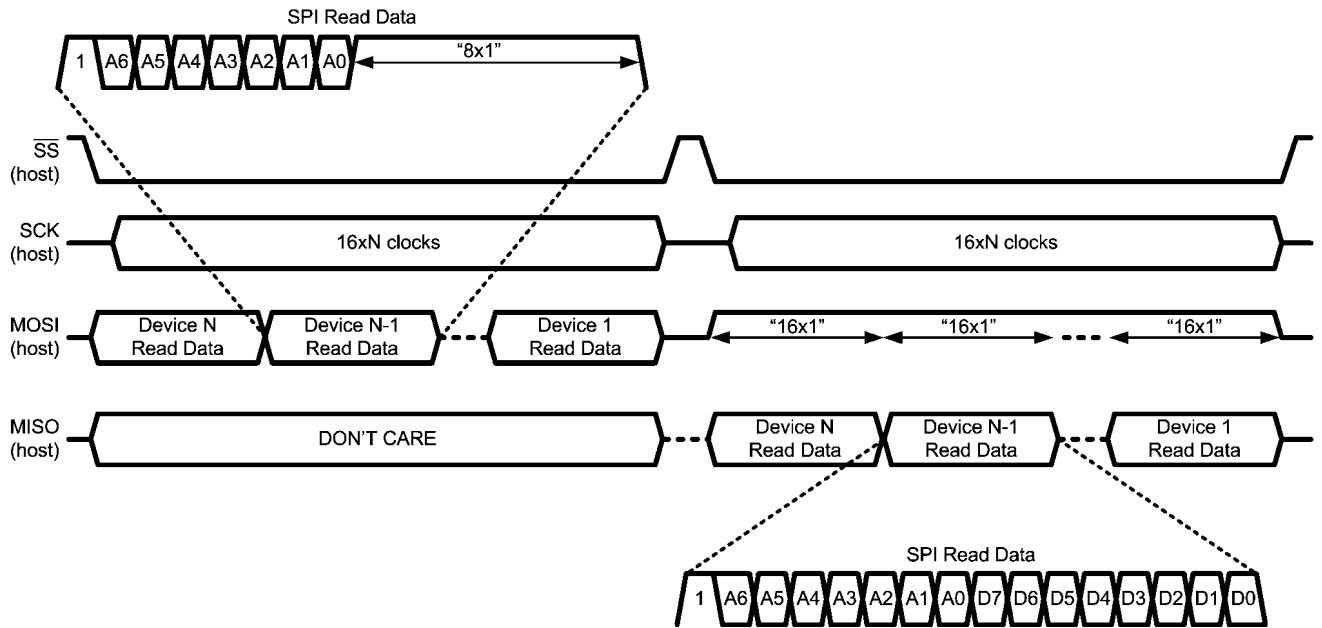 SPI Read Data
1 A6 A5 A4 A3 A2 A1 A0 “8x1”
SS
(host)
SCK
(host)
16xN clocks
16xN clocks
MOSI
(host)
Device N
Read Data
Device N-1
Read Data
Device 1
Read Data
“16x1”
“16x1”
“16x1”
MISO
(host)
DON'T CARE
Device N
Read Data
Device N-1
Read Data
Device 1
Read Data
SPI Read Data
1 A6 A5 A4 A3 A2 A1 A0 D7 D6 D5 D4 D3 D2 D1 D0